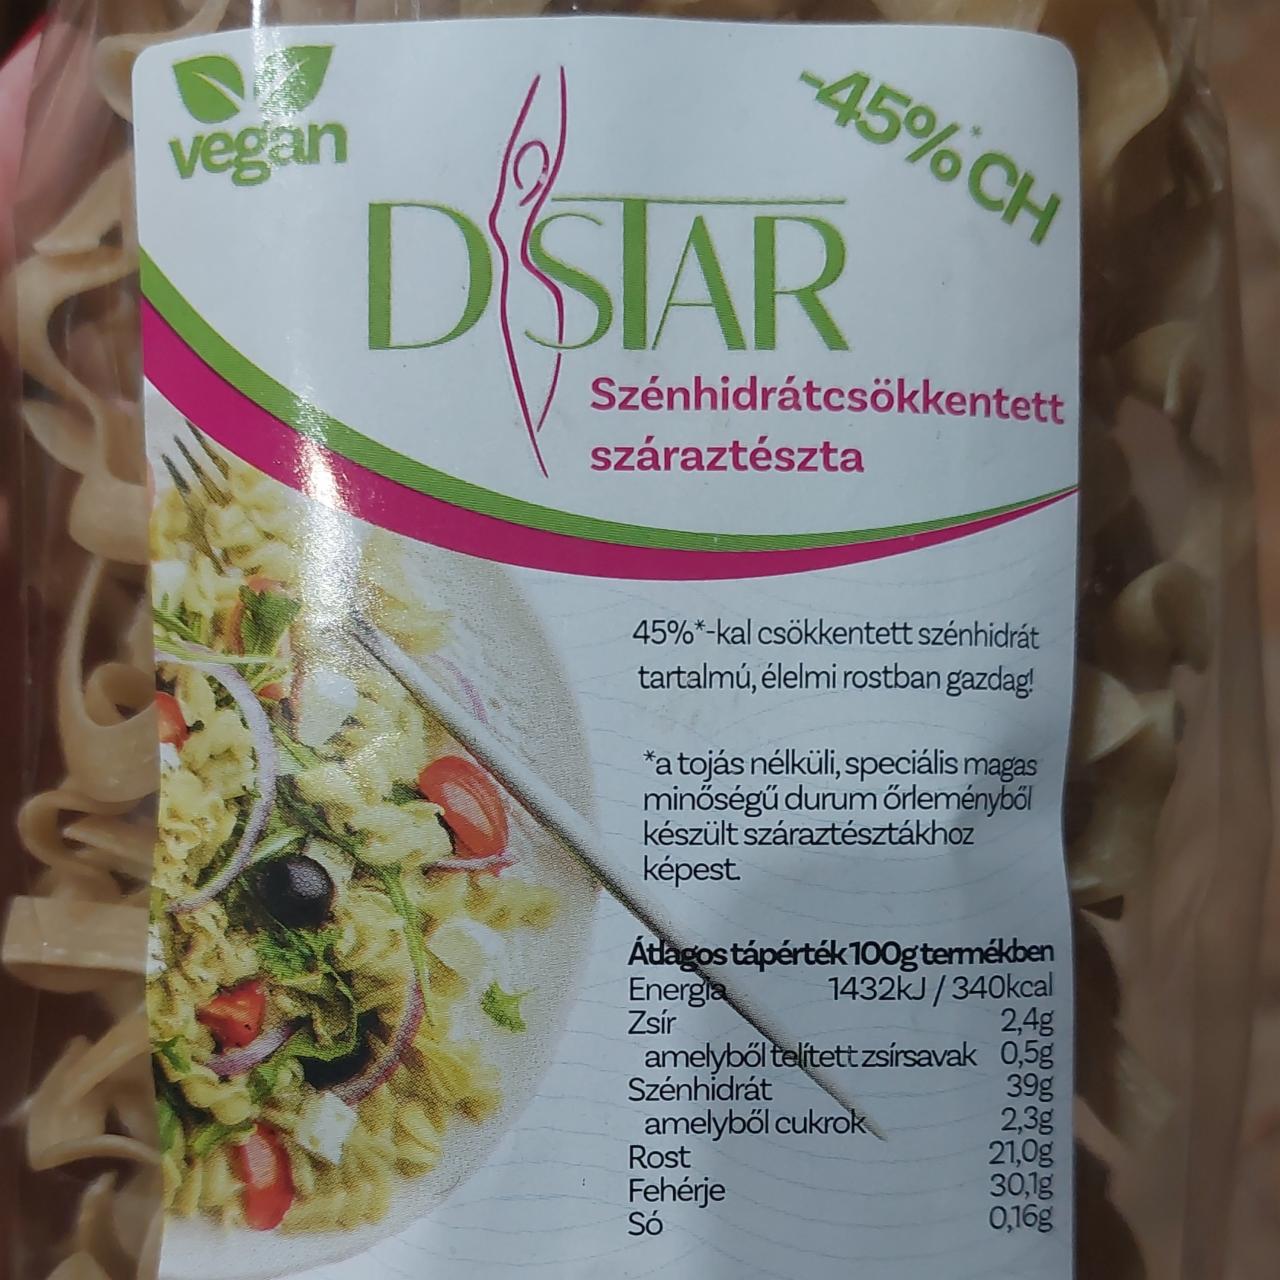 vegan
-45%* CH
DSTAR
Szénhidrátcsökkentett
száraztészta
45%*-kal csökkentett szénhidrát
tartalmú, élelmi rostban gazdag!
*a tojás nélküli, speciális magas
minőségű durum őrleményből
készült száraztésztákhoz
képest.
Átlagos tápérték 100g termékben
Energia 1432kJ / 340kcal
Zsír 2,4g
amelyből telített zsírsavak 0,5g
Szénhidrát 39g
amelyből cukrok 2,3g
Rost 21,0g
Fehérje 30,1g
Só 0,16g